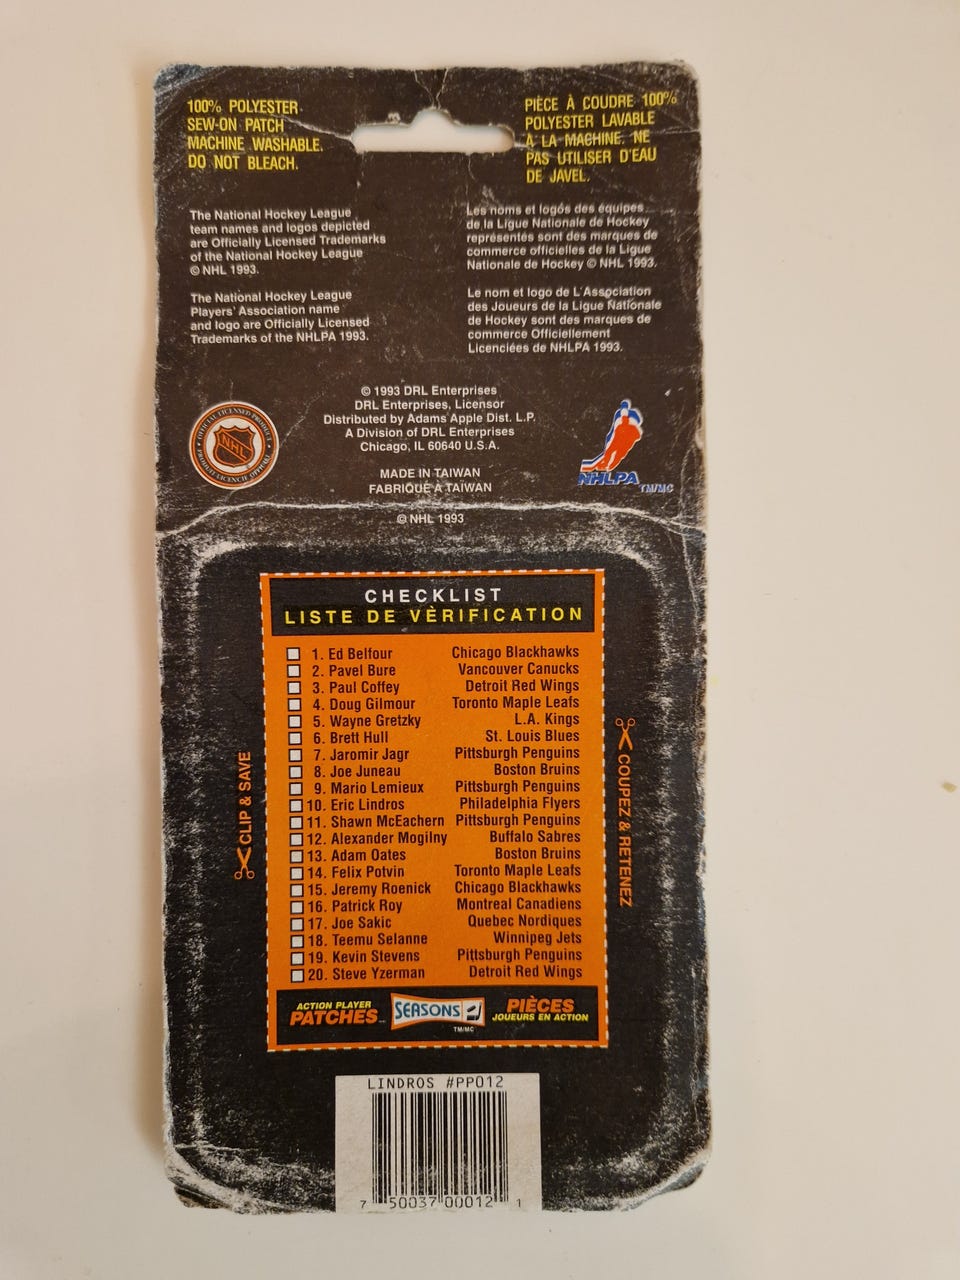 100% POLYESTER
SEW-ON PATCH
MACHINE WASHABLE.
DO NOT BLEACH.
PIÈCE À COUDRE 100%
POLYESTER LAVABLE
À LA MACHINE. NE
PAS UTILISER D'EAU
DE JAVEL.
The National Hockey League
team names and logos depicted
are Officially Licensed Trademarks
of the National Hockey League
© NHL 1993.
Les noms et logos des équipes
de la Ligue Nationale de Hockey
représentés sont des marques de
commerce officielles de la Ligue
Nationale de Hockey © NHL 1993.
The National Hockey League
Players' Association name
and logo are Officially Licensed
Trademarks of the NHLPA 1993.
Le nom et logo de L'Association
des Joueurs de la Ligue Nationale
de Hockey sont des marques de
commerce Officiellement
Licenciées de NHLPA 1993.
© 1993 DRL Enterprises
DRL Enterprises, Licensor
Distributed by Adams Apple Dist. L.P.
A Division of DRL Enterprises
Chicago, IL 60640 U.S.A.
MADE IN TAIWAN
FABRIQUÉ A TAIWAN
© NHL 1993
OFFICIAL LICENSED PRODUCT
NHL
NHLPA TM/MC
CHECKLIST
LISTE DE VÈRIFICATION
1. Ed Belfour Chicago Blackhawks
2. Pavel Bure Vancouver Canucks
3. Paul Coffey Detroit Red Wings
4. Doug Gilmour Toronto Maple Leafs
5. Wayne Gretzky L.A. Kings
6. Brett Hull St. Louis Blues
7. Jaromir Jagr Pittsburgh Penguins
8. Joe Juneau Boston Bruins
9. Mario Lemieux Pittsburgh Penguins
10. Eric Lindros Philadelphia Flyers
11. Shawn McEachern Pittsburgh Penguins
12. Alexander Mogilny Buffalo Sabres
13. Adam Oates Boston Bruins
14. Felix Potvin Toronto Maple Leafs
15. Jeremy Roenick Chicago Blackhawks
16. Patrick Roy Montreal Canadiens
17. Joe Sakic Quebec Nordiques
18. Teemu Selanne Winnipeg Jets
19. Kevin Stevens Pittsburgh Penguins
20. Steve Yzerman Detroit Red Wings
CLIP & SAVE
COUPEZ & RETENEZ
ACTION PLAYER
PATCHES
SEASONS
TM/MC
PIÈCES
JOUEURS EN ACTION
LINDROS #PP012
7 50037 00012 1